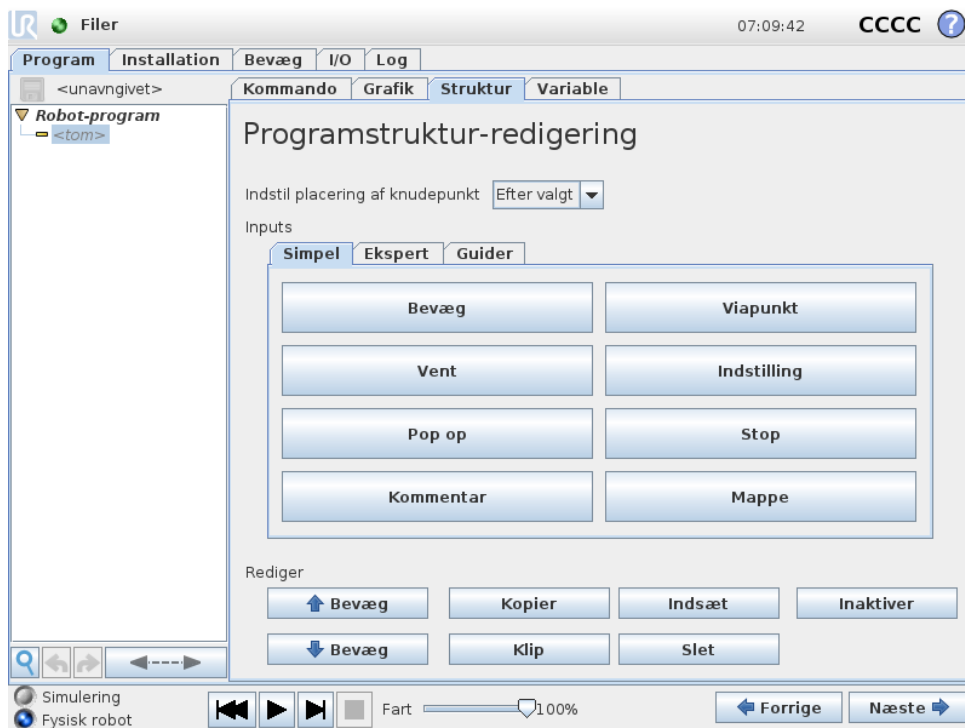 UR Filer 07:09:42 CCCC ?
Program Installation Bevæg I/O Log
<unavngivet> Kommando Grafik Struktur Variable
Robot-program
<tom>
Programstruktur-redigering
Indstil placering af knudepunkt Efter valgt
Inputs
Simpel Ekspert Guider
Bevæg Viapunkt
Vent Indstilling
Pop op Stop
Kommentar Mappe
Rediger
Bevæg Kopier Indsæt Inaktiver
Bevæg Klip Slet
Simulering
Fysisk robot
Fart 100% Forrige Næste